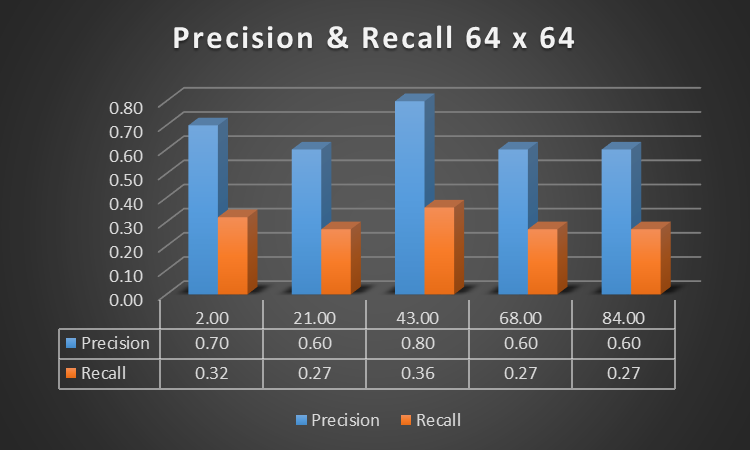 Precision & Recall 64 x 64
0.80
0.70
0.60
0.50
0.40
0.30
0.20
0.10
0.00
2.00 21.00 43.00 68.00 84.00
Precision 0.70 0.60 0.80 0.60 0.60
Recall 0.32 0.27 0.36 0.27 0.27
Precision Recall